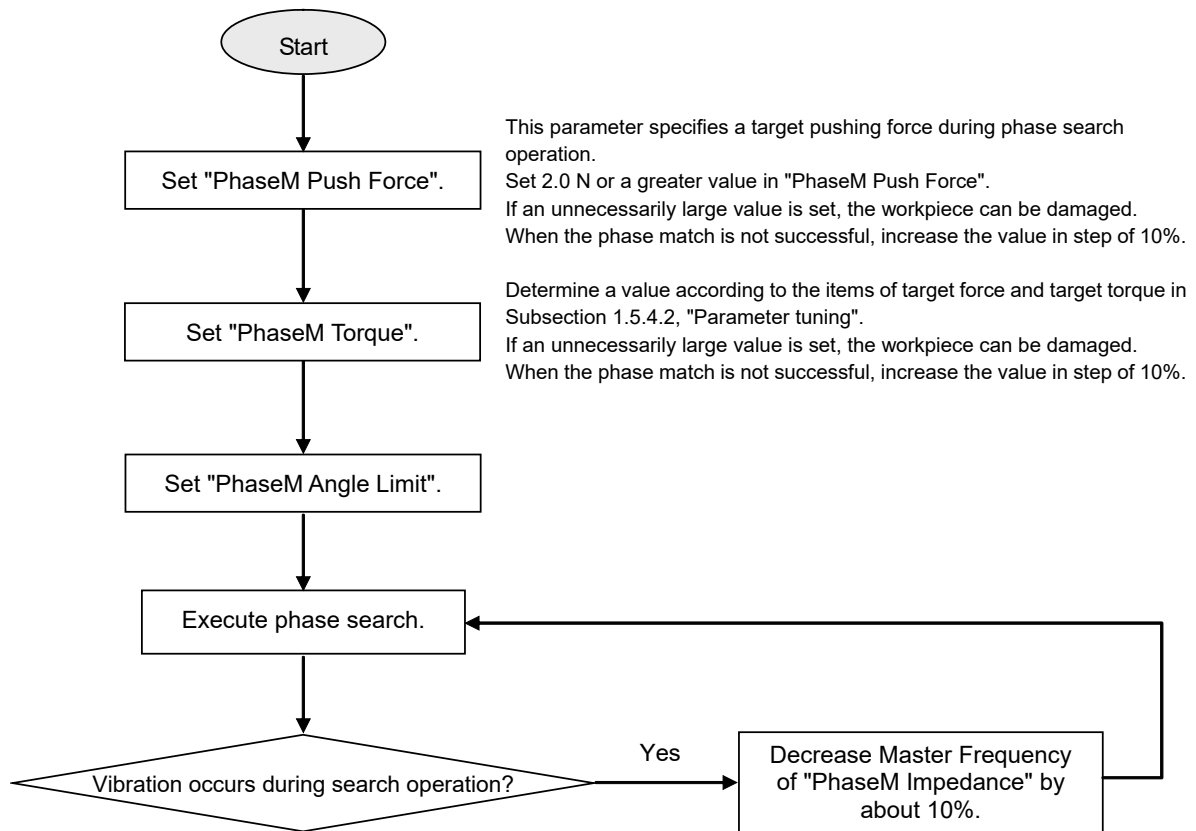 Start
This parameter specifies a target pushing force during phase search
operation.
Set "PhaseM Push Force".
Set 2.0 N or a greater value in "PhaseM Push Force".
If an unnecessarily large value is set, the workpiece can be damaged.
When the phase match is not successful, increase the value in step of 10%.
Set "PhaseM Torque".
Determine a value according to the items of target force and target torque in
Subsection 1.5.4.2, "Parameter tuning".
If an unnecessarily large value is set, the workpiece can be damaged.
When the phase match is not successful, increase the value in step of 10%.
Set "PhaseM Angle Limit".
Execute phase search.
Vibration occurs during search operation?
Yes
Decrease Master Frequency
of "PhaseM Impedance" by
about 10%.